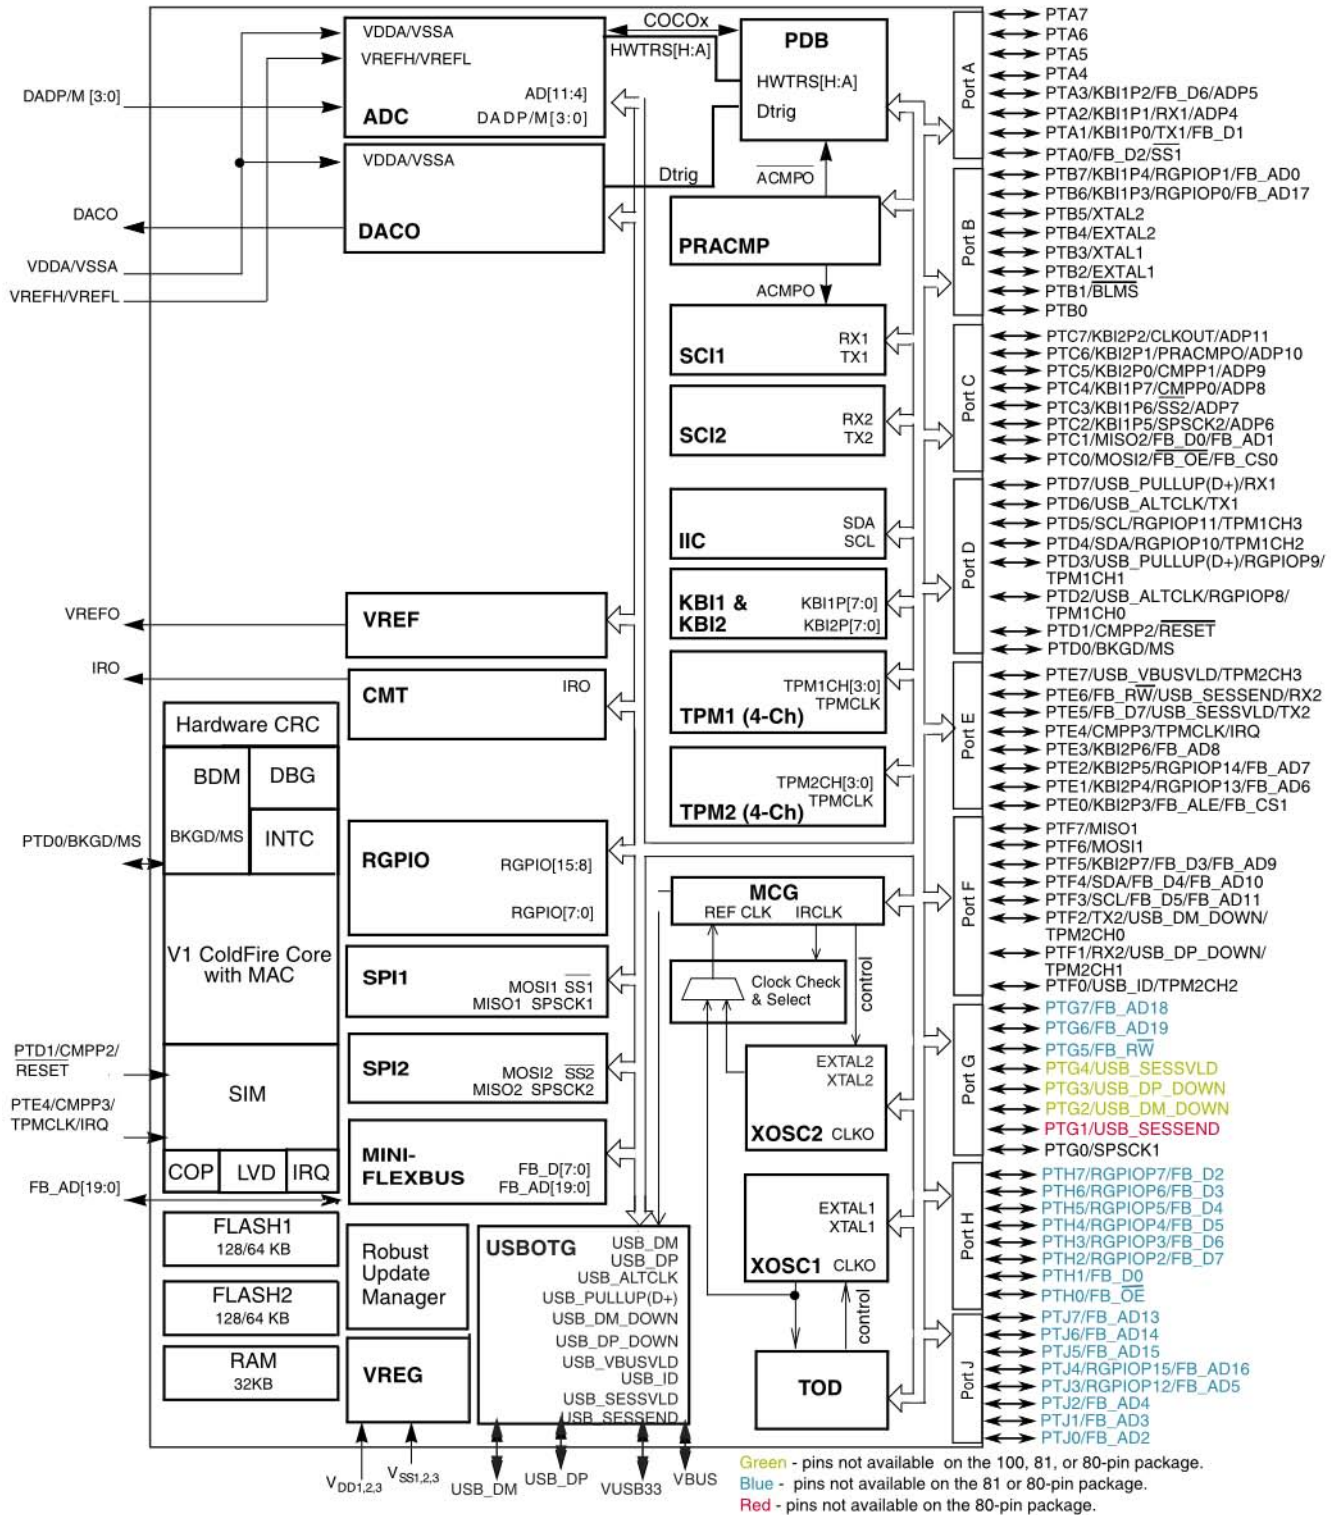 VDDA/VSSA
VREFH/VREFL
AD[11:4]
DADP/M[3:0]
ADC
COCOx
HWTRS[H:A]
PDB
HWTRS[H:A]
Dtrig
DADP/M [3:0]
VDDA/VSSA
DACO
Dtrig
ACMPO
DACO
VDDA/VSSA
VREFH/VREFL
PRACMP
ACMPO
RX1
TX1
SCI1
RX2
TX2
SCI2
SDA
SCL
IIC
KBI1 &
KBI2
KBI1P[7:0]
KBI2P[7:0]
TPM1CH[3:0]
TPMCLK
TPM1 (4-Ch)
TPM2CH[3:0]
TPMCLK
TPM2 (4-Ch)
VREFO
VREF
IRO
CMT
IRO
Hardware CRC
BDM
DBG
BKGD/MS
INTC
PTD0/BKGD/MS
V1 ColdFire Core
with MAC
PTD1/CMPP2/
RESET
PTE4/CMPP3/
TPMCLK/IRQ
SIM
COP
LVD
IRQ
FB_AD[19:0]
RGPIO
RGPIO[15:8]
RGPIO[7:0]
SPI1
MOSI1 SS1
MISO1 SPSCK1
SPI2
MOSI2 SS2
MISO2 SPSCK2
MINI-
FLEXBUS
FB_D[7:0]
FB_AD[19:0]
FLASH1
128/64 KB
FLASH2
128/64 KB
RAM
32KB
Robust
Update
Manager
VREG
VDD1,2,3
VSS1,2,3
USBOTG
USB_DM
USB_DP
USB_ALTCLK
USB_PULLUP(D+)
USB_DM_DOWN
USB_DP_DOWN
USB_VBUSVLD
USB_ID
USB_SESSVLD
USB_SESSEND
USB_DM
USB_DP
VUSB33
VBUS
MCG
REF CLK
IRCLK
Clock Check
& Select
control
EXTAL2
XTAL2
XOSC2
CLKO
EXTAL1
XTAL1
XOSC1
CLKO
control
TOD
Port A
PTA7
PTA6
PTA5
PTA4
PTA3/KBI1P2/FB_D6/ADP5
PTA2/KBI1P1/RX1/ADP4
PTA1/KBI1P0/TX1/FB_D1
PTA0/FB_D2/SS1
Port B
PTB7/KBI1P4/RGPIOP1/FB_AD0
PTB6/KBI1P3/RGPIOP0/FB_AD17
PTB5/XTAL2
PTB4/EXTAL2
PTB3/XTAL1
PTB2/EXTAL1
PTB1/BLMS
PTB0
Port C
PTC7/KBI2P2/CLKOUT/ADP11
PTC6/KBI2P1/PRACMPO/ADP10
PTC5/KBI2P0/CMPP1/ADP9
PTC4/KBI1P7/CMPP0/ADP8
PTC3/KBI1P6/SS2/ADP7
PTC2/KBI1P5/SPSCK2/ADP6
PTC1/MISO2/FB_D0/FB_AD1
PTC0/MOSI2/FB_OE/FB_CS0
Port D
PTD7/USB_PULLUP(D+)/RX1
PTD6/USB_ALTCLK/TX1
PTD5/SCL/RGPIOP11/TPM1CH3
PTD4/SDA/RGPIOP10/TPM1CH2
PTD3/USB_PULLUP(D+)/RGPIOP9/
TPM1CH1
PTD2/USB_ALTCLK/RGPIOP8/
TPM1CH0
PTD1/CMPP2/RESET
PTD0/BKGD/MS
Port E
PTE7/USB_VBUSVLD/TPM2CH3
PTE6/FB_RW/USB_SESSEND/RX2
PTE5/FB_D7/USB_SESSVLD/TX2
PTE4/CMPP3/TPMCLK/IRQ
PTE3/KBI2P6/FB_AD8
PTE2/KBI2P5/RGPIOP14/FB_AD7
PTE1/KBI2P4/RGPIOP13/FB_AD6
PTE0/KBI2P3/FB_ALE/FB_CS1
Port F
PTF7/MISO1
PTF6/MOSI1
PTF5/KBI2P7/FB_D3/FB_AD9
PTF4/SDA/FB_D4/FB_AD10
PTF3/SCL/FB_D5/FB_AD11
PTF2/TX2/USB_DM_DOWN/
TPM2CH0
PTF1/RX2/USB_DP_DOWN/
TPM2CH1
PTF0/USB_ID/TPM2CH2
Port G
PTG7/FB_AD18
PTG6/FB_AD19
PTG5/FB_RW
PTG4/USB_SESSVLD
PTG3/USB_DP_DOWN
PTG2/USB_DM_DOWN
PTG1/USB_SESSEND
PTG0/SPSCK1
Port H
PTH7/RGPIOP7/FB_D2
PTH6/RGPIOP6/FB_D3
PTH5/RGPIOP5/FB_D4
PTH4/RGPIOP4/FB_D5
PTH3/RGPIOP3/FB_D6
PTH2/RGPIOP2/FB_D7
PTH1/FB_D0
PTH0/FB_OE
Port J
PTJ7/FB_AD13
PTJ6/FB_AD14
PTJ5/FB_AD15
PTJ4/RGPIOP15/FB_AD16
PTJ3/RGPIOP12/FB_AD5
PTJ2/FB_AD4
PTJ1/FB_AD3
PTJ0/FB_AD2
Green - pins not available on the 100, 81, or 80-pin package.
Blue - pins not available on the 81 or 80-pin package.
Red - pins not available on the 80-pin package.